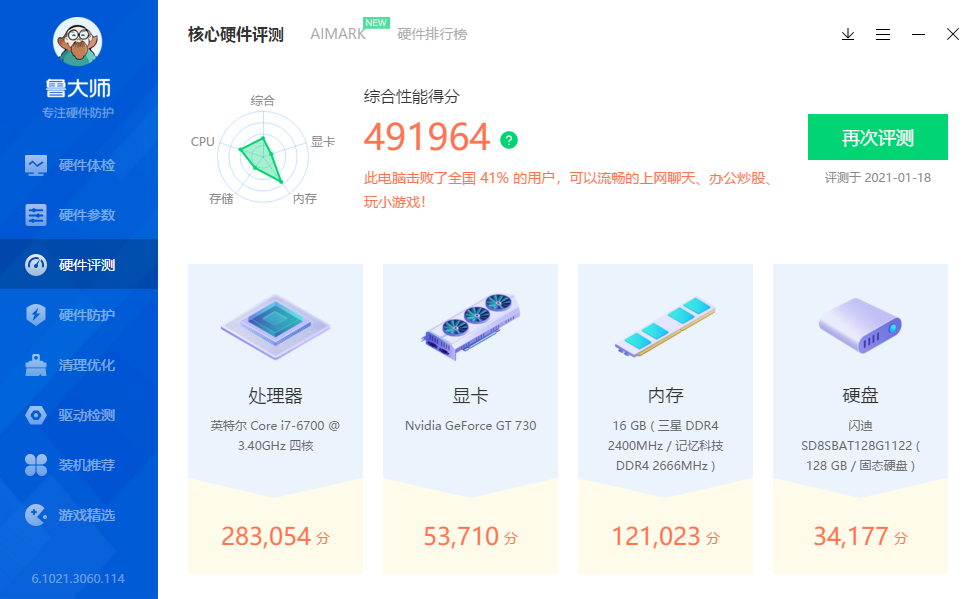 鲁大师
专注硬件防护
硬件体检
硬件参数
硬件评测
硬件防护
清理优化
驱动检测
装机推荐
游戏精选
6.1021.3060.114
核心硬件评测
AIMARK
NEW
硬件排行榜
综合
CPU
显卡
存储
内存
综合性能得分
491964
?
此电脑击败了全国 41% 的用户，可以流畅的上网聊天、办公炒股、
玩小游戏！
再次评测
评测于 2021-01-18
处理器
英特尔 Core i7-6700 @
3.40GHz 四核
283,054 分
显卡
Nvidia GeForce GT 730
53,710 分
内存
16 GB ( 三星 DDR4
2400MHz / 记忆科技
DDR4 2666MHz )
121,023 分
硬盘
闪迪
SD8SBAT128G1122 (
128 GB / 固态硬盘 )
34,177 分